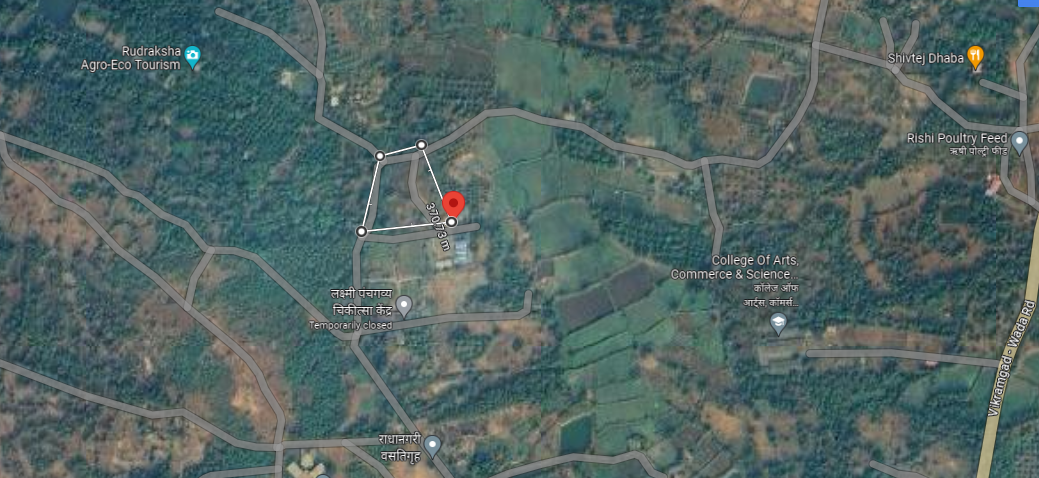 Rudraksha
Agro-Eco Tourism
Shivtej Dhaba
Rishi Poultry Feed
ऋषी पोल्ट्री फीड
370.73 m
College Of Arts,
Commerce & Science...
कॉलेज ऑफ
आर्ट्स, कॉमर्स...
लक्ष्मी पंचगव्य
चिकीत्सा केंद्र
Temporarily closed
Vikramgad - Wada Rd
राधानगरी
वसतिगृह